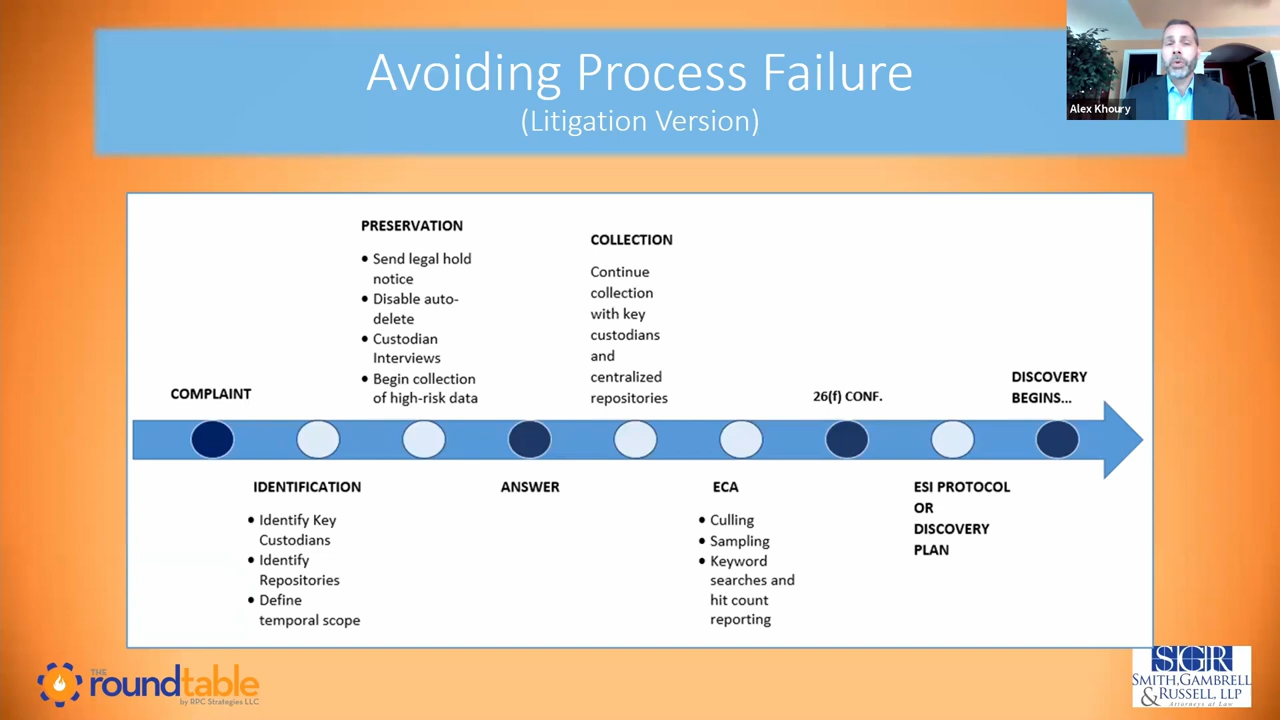 Avoiding Process Failure
(Litigation Version)
Alex Khoury
PRESERVATION
• Send legal hold
notice
• Disable auto-
delete
• Custodian
Interviews
• Begin collection
of high-risk data
COLLECTION
Continue
collection
with key
custodians
and
centralized
repositories
COMPLAINT
26(f) CONF.
DISCOVERY
BEGINS...
IDENTIFICATION
• Identify Key
Custodians
• Identify
Repositories
• Define
temporal scope
ANSWER
ECA
• Culling
• Sampling
• Keyword
searches and
hit count
reporting
ESI PROTOCOL
OR
DISCOVERY
PLAN
THE
roundtable
by RPC Strategies LLC
SGR
SMITH, GAMBRELL
& RUSSELL, LLP
Attorneys at Law